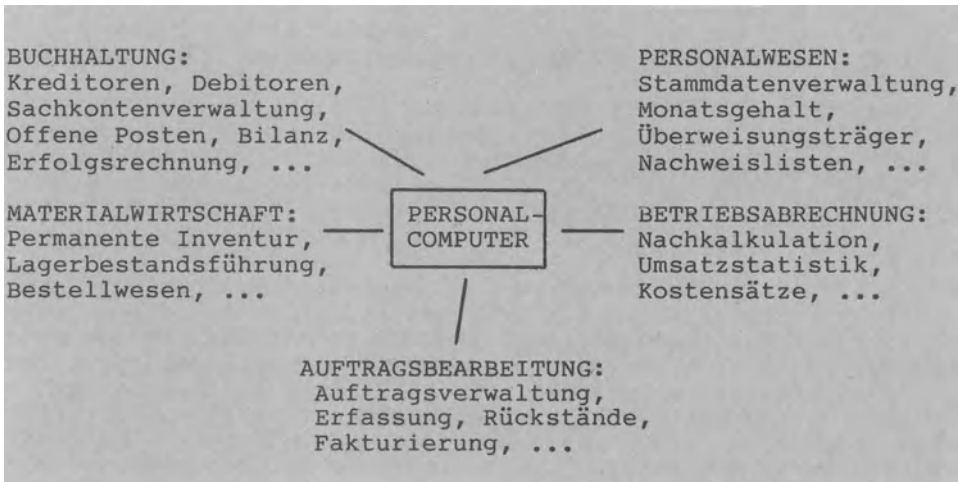 BUCHHALTUNG:
Kreditoren, Debitoren,
Sachkontenverwaltung,
Offene Posten, Bilanz,
Erfolgsrechnung, ...
PERSONALWESEN:
Stammdatenverwaltung,
Monatsgehalt,
Überweisungsträger,
Nachweislisten, ...
MATERIALWIRTSCHAFT:
Permanente Inventur,
Lagerbestandsführung,
Bestellwesen, ...
PERSONAL-
COMPUTER
BETRIEBSABRECHNUNG:
Nachkalkulation,
Umsatzstatistik,
Kostensätze, ...
AUFTRAGSBEARBEITUNG:
Auftragsverwaltung,
Erfassung, Rückstände,
Fakturierung, ...